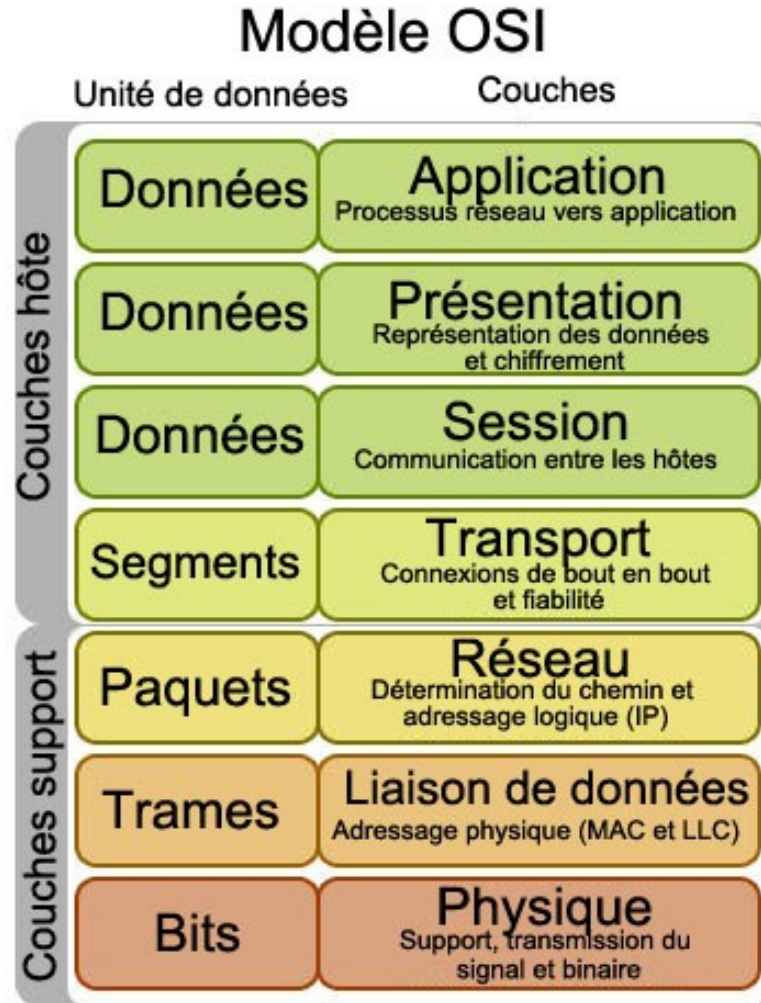 Modèle OSI
Unité de données
Couches
Couches hôte
Données
Application
Processus réseau vers application
Données
Présentation
Représentation des données
et chiffrement
Données
Session
Communication entre les hôtes
Segments
Transport
Connexions de bout en bout
et fiabilité
Couches support
Paquets
Réseau
Détermination du chemin et
adressage logique (IP)
Trames
Liaison de données
Adressage physique (MAC et LLC)
Bits
Physique
Support, transmission du
signal et binaire